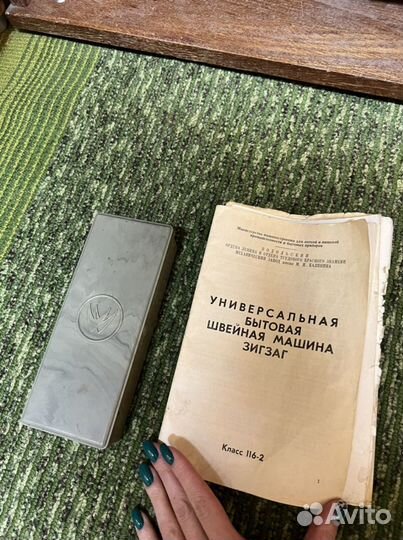 Министерство машиностроения для легкой и пищевой
промышленности и бытовых приборов
ПОДОЛЬСКИЙ
ОРДЕНА ЛЕНИНА И ОРДЕНА ТРУДОВОГО КРАСНОГО ЗНАМЕНИ
МЕХАНИЧЕСКИЙ ЗАВОД имени М. И. КАЛИНИНА
УНИВЕРСАЛЬНАЯ
БЫТОВАЯ
ШВЕЙНАЯ МАШИНА
ЗИГЗАГ
Класс 116-2
1
Avito